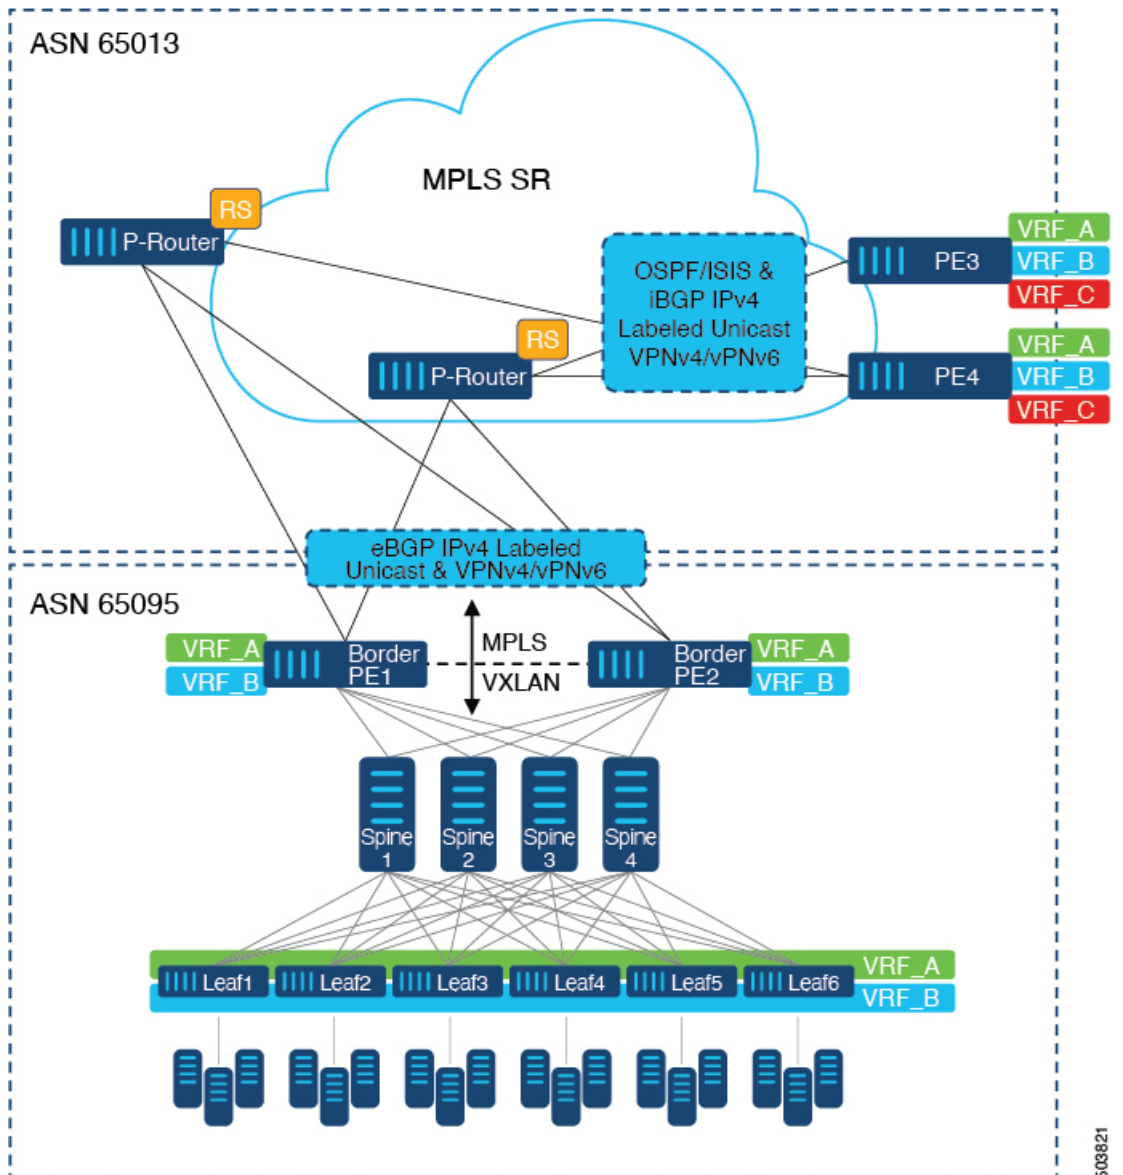 ASN 65013
MPLS SR
RS
P-Router
RS
P-Router
OSPF/ISIS &
iBGP IPv4
Labeled Unicast
VPNv4/vPNv6
PE3
VRF_A
VRF_B
VRF_C
PE4
VRF_A
VRF_B
VRF_C
eBGP IPv4 Labeled
Unicast & VPNv4/vPNv6
ASN 65095
VRF_A
VRF_B
Border
PE1
MPLS
VXLAN
Border
PE2
VRF_A
VRF_B
Spine
1
Spine
2
Spine
3
Spine
4
Leaf1
Leaf2
Leaf3
Leaf4
Leaf5
Leaf6
VRF_A
VRF_B
503821